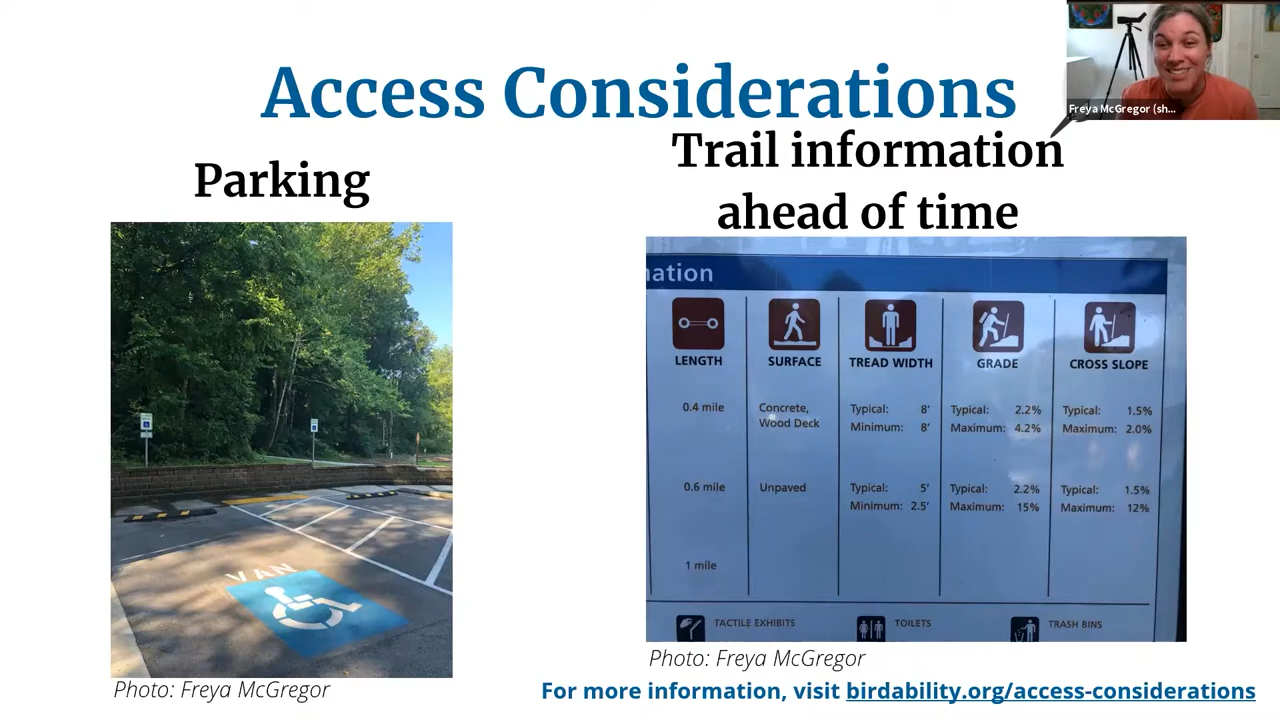 Access Considerations
Freya McGregor (sh...
Parking
Trail information
ahead of time
mation
LENGTH
SURFACE
TREAD WIDTH
GRADE
CROSS SLOPE
0.4 mile
Concrete,
Wood Deck
Typical: 8'
Minimum: 8'
Typical: 2.2%
Maximum: 4.2%
Typical: 1.5%
Maximum: 2.0%
0.6 mile
Unpaved
Typical: 5'
Minimum: 2.5'
Typical: 2.2%
Maximum: 15%
Typical: 1.5%
Maximum: 12%
1 mile
TACTILE EXHIBITS
TOILETS
TRASH BINS
VAN
Photo: Freya McGregor
Photo: Freya McGregor
For more information, visit birdability.org/access-considerations